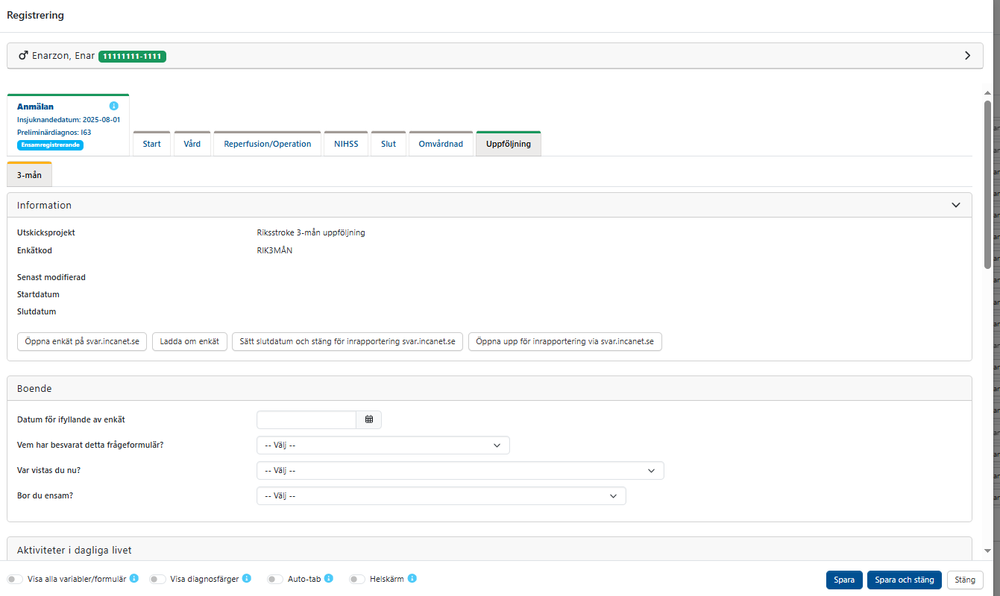 Registrering
Enarzon, Enar 11111111-1111
Anmälan
Insjuknandedatum: 2025-08-01
Preliminärdiagnos: I63
Ensamregistrerande
Start Vård Reperfusion/Operation NIHSS Slut Omvårdnad Uppföljning
3-mån
Information
Utskicksprojekt Riksstroke 3-mån uppföljning
Enkätkod RIK3MÅN
Senast modifierad
Startdatum
Slutdatum
Öppna enkät på svar.incanet.se Ladda om enkät Sätt slutdatum och stäng för inrapportering svar.incanet.se Öppna upp för inrapportering via svar.incanet.se
Boende
Datum för ifyllande av enkät
Vem har besvarat detta frågeformulär? -- Välj --
Var vistas du nu? -- Välj --
Bor du ensam? -- Välj --
Aktiviteter i dagliga livet
Visa alla variabler/formulär Visa diagnosfärger Auto-tab Helskärm Spara Spara och stäng Stäng